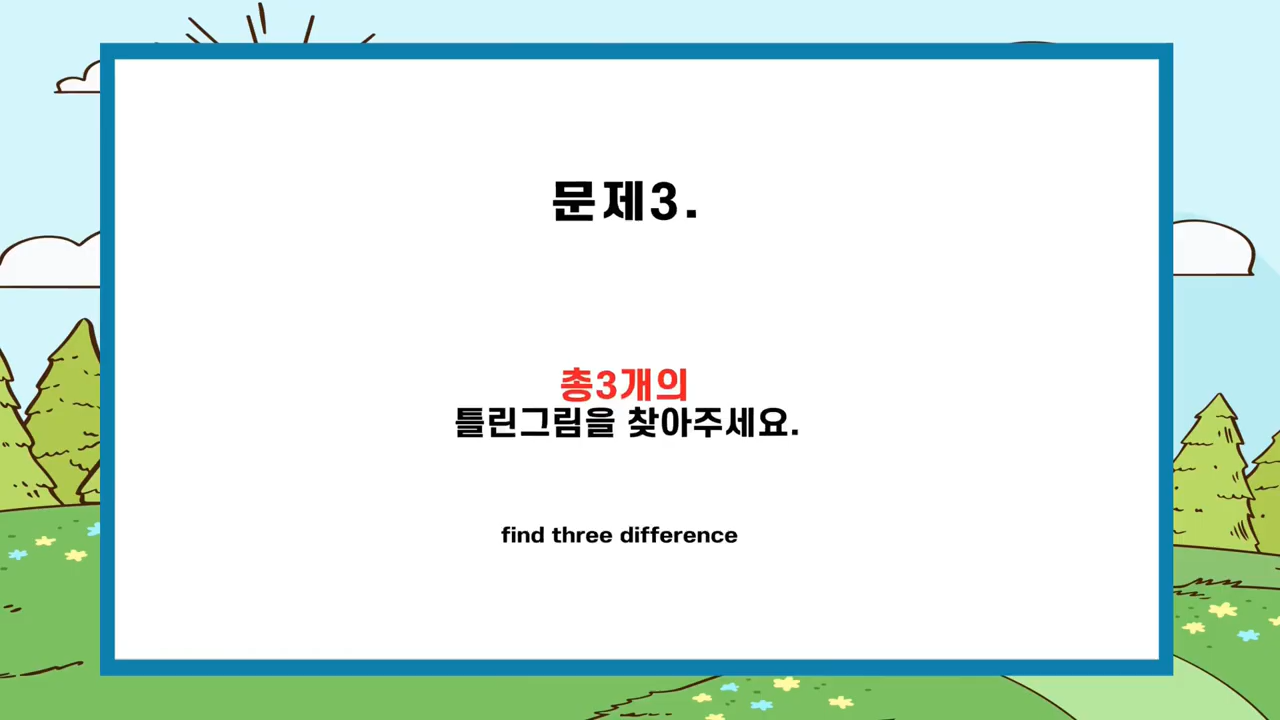 문제3.
총3개의
틀린그림을 찾아주세요.
find three difference